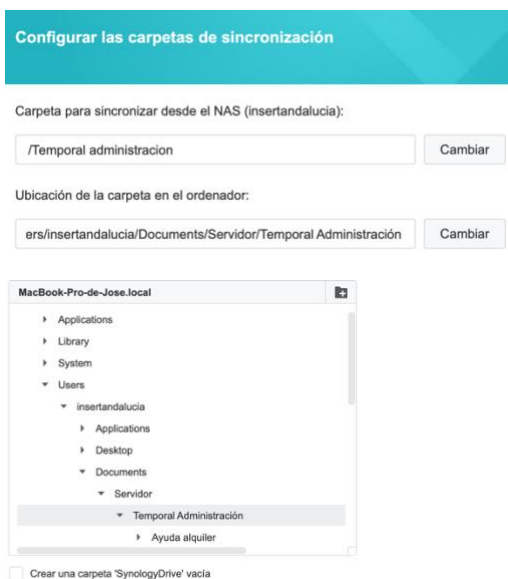 Configurar las carpetas de sincronización
Carpeta para sincronizar desde el NAS (insertandalucia):
/Temporal administracion
Cambiar
Ubicación de la carpeta en el ordenador:
ers/insertandalucia/Documents/Servidor/Temporal Administración
Cambiar
MacBook-Pro-de-Jose.local
Applications
Library
System
Users
insertandalucia
Applications
Desktop
Documents
Servidor
Temporal Administración
Ayuda alquiler
Crear una carpeta 'SynologyDrive' vacía